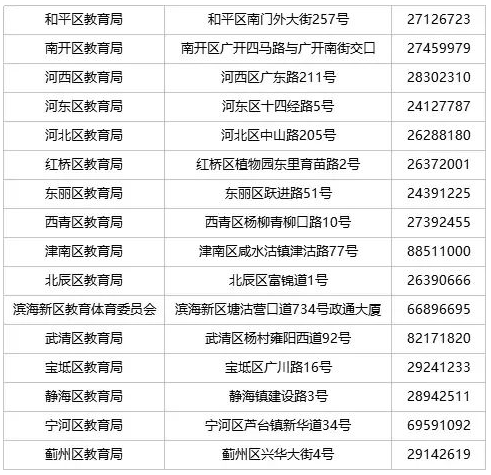 和平区教育局 和平区南门外大街257号 27126723
南开区教育局 南开区广开四马路与广开南街交口 27459979
河西区教育局 河西区广东路211号 28302310
河东区教育局 河东区十四经路5号 24127787
河北区教育局 河北区中山路205号 26288180
红桥区教育局 红桥区植物园东里育苗路2号 26372001
东丽区教育局 东丽区跃进路51号 24391225
西青区教育局 西青区杨柳青柳口路10号 27392455
津南区教育局 津南区咸水沽镇津沽路77号 88511000
北辰区教育局 北辰区富锦道1号 26390666
滨海新区教育体育委员会 滨海新区塘沽营口道734号政通大厦 66896695
武清区教育局 武清区杨村雍阳西道92号 82171820
宝坻区教育局 宝坻区广川路16号 29241233
静海区教育局 静海镇建设路3号 28942511
宁河区教育局 宁河区芦台镇新华道34号 69591092
蓟州区教育局 蓟州区兴华大街4号 29142619